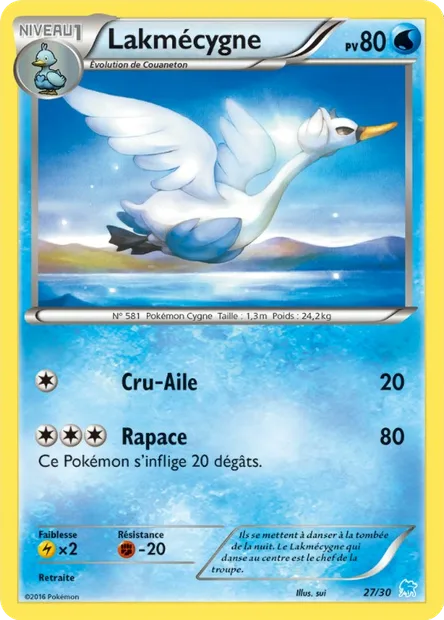 NIVEAU 1
Lakmécygne
PV 80
Évolution de Couaneton
N° 581 Pokémon Cygne Taille : 1,3m Poids : 24,2kg
Cru-Aile 20
Rapace 80
Ce Pokémon s'inflige 20 dégâts.
Faiblesse
×2
Résistance
-20
Retraite
Ils se mettent à danser à la tombée
de la nuit. Le Lakmécygne qui
danse au centre est le chef de la
troupe.
©2016 Pokémon
Illus. sui
27/30